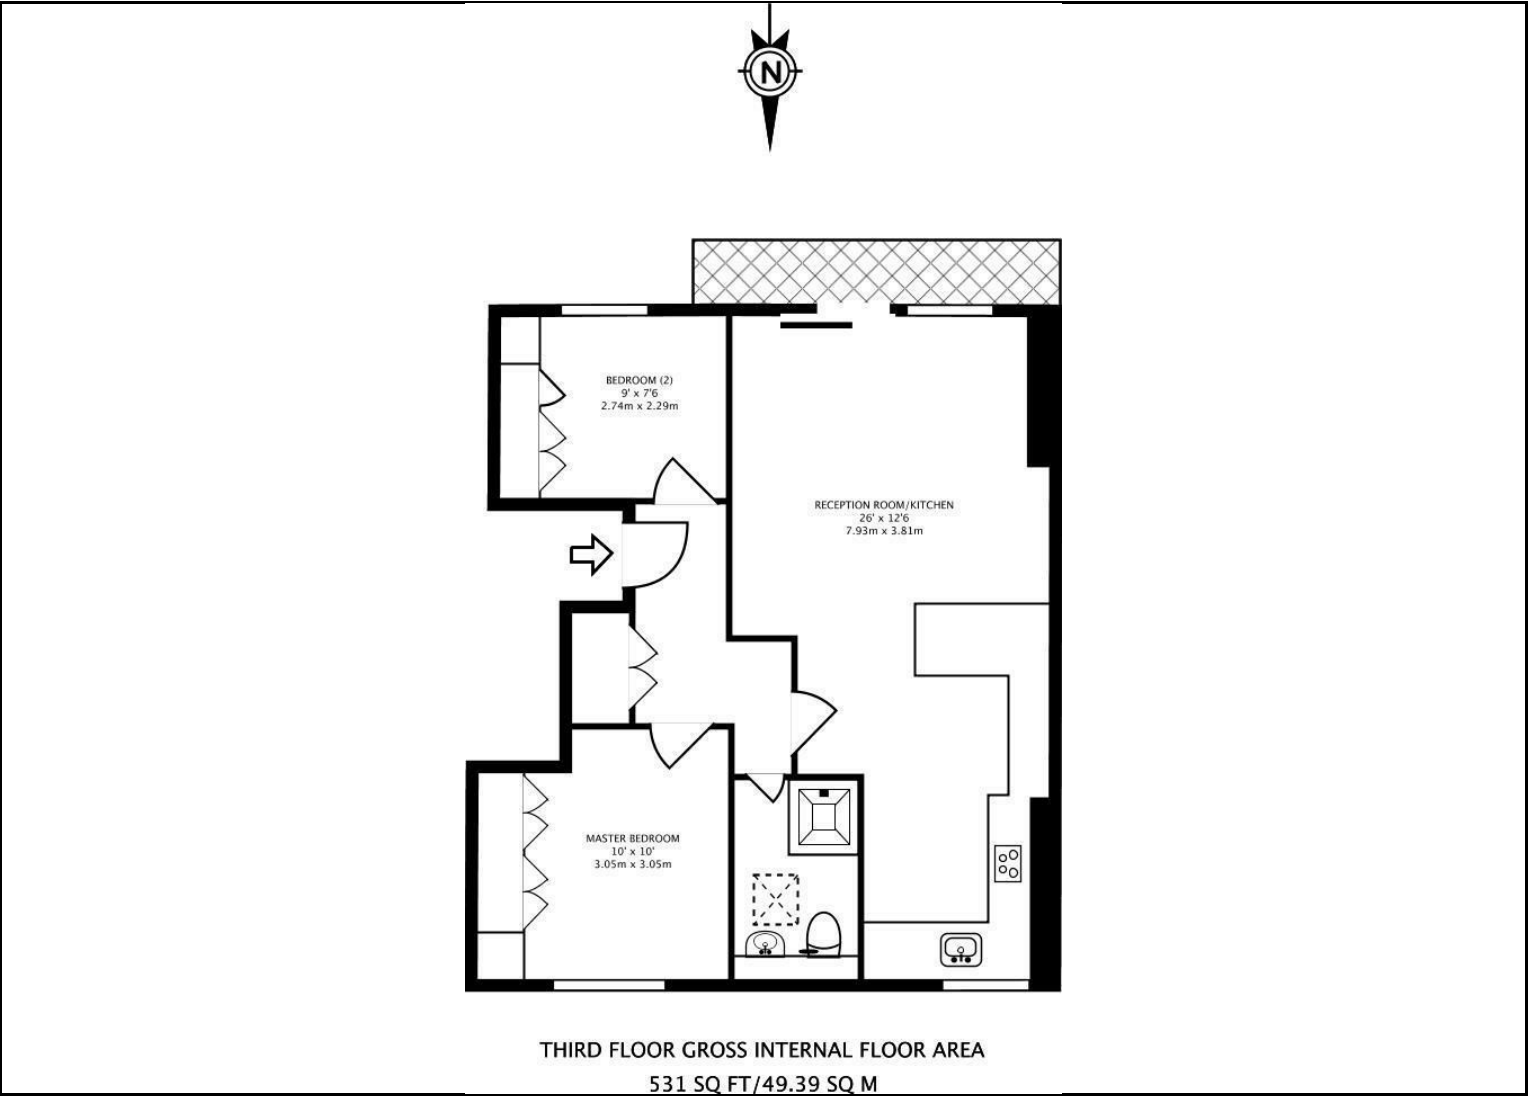 N
BEDROOM (2)
9' x 7'6
2.74m x 2.29m
RECEPTION ROOM/KITCHEN
26' x 12'6
7.93m x 3.81m
MASTER BEDROOM
10' x 10'
3.05m x 3.05m
THIRD FLOOR GROSS INTERNAL FLOOR AREA
531 SQ FT/49.39 SQ M